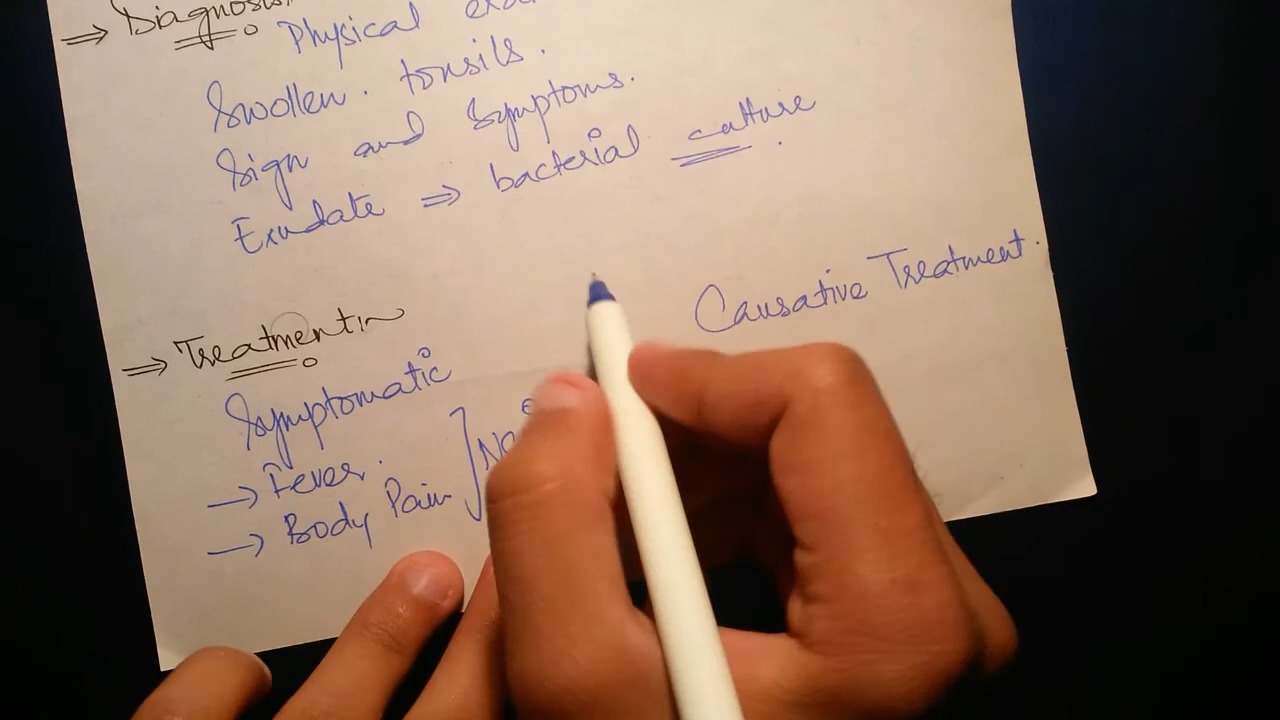 ⇒ Diagnosis.
Physical
Swollen. tonsils.
Sign and Symptoms.
Exudate ⇒ bacterial culture.
⇒ Treatment
Causative Treatment.
Symptomatic
→ Fever.
→ Body Pain